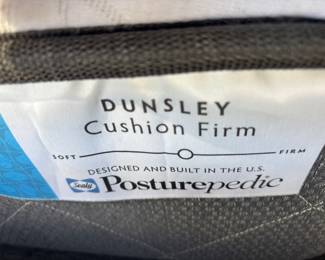 DUNSLEY
Cushion Firm
SOFT FIRM
DESIGNED AND BUILT IN THE U.S.
Sealy Posturepedic